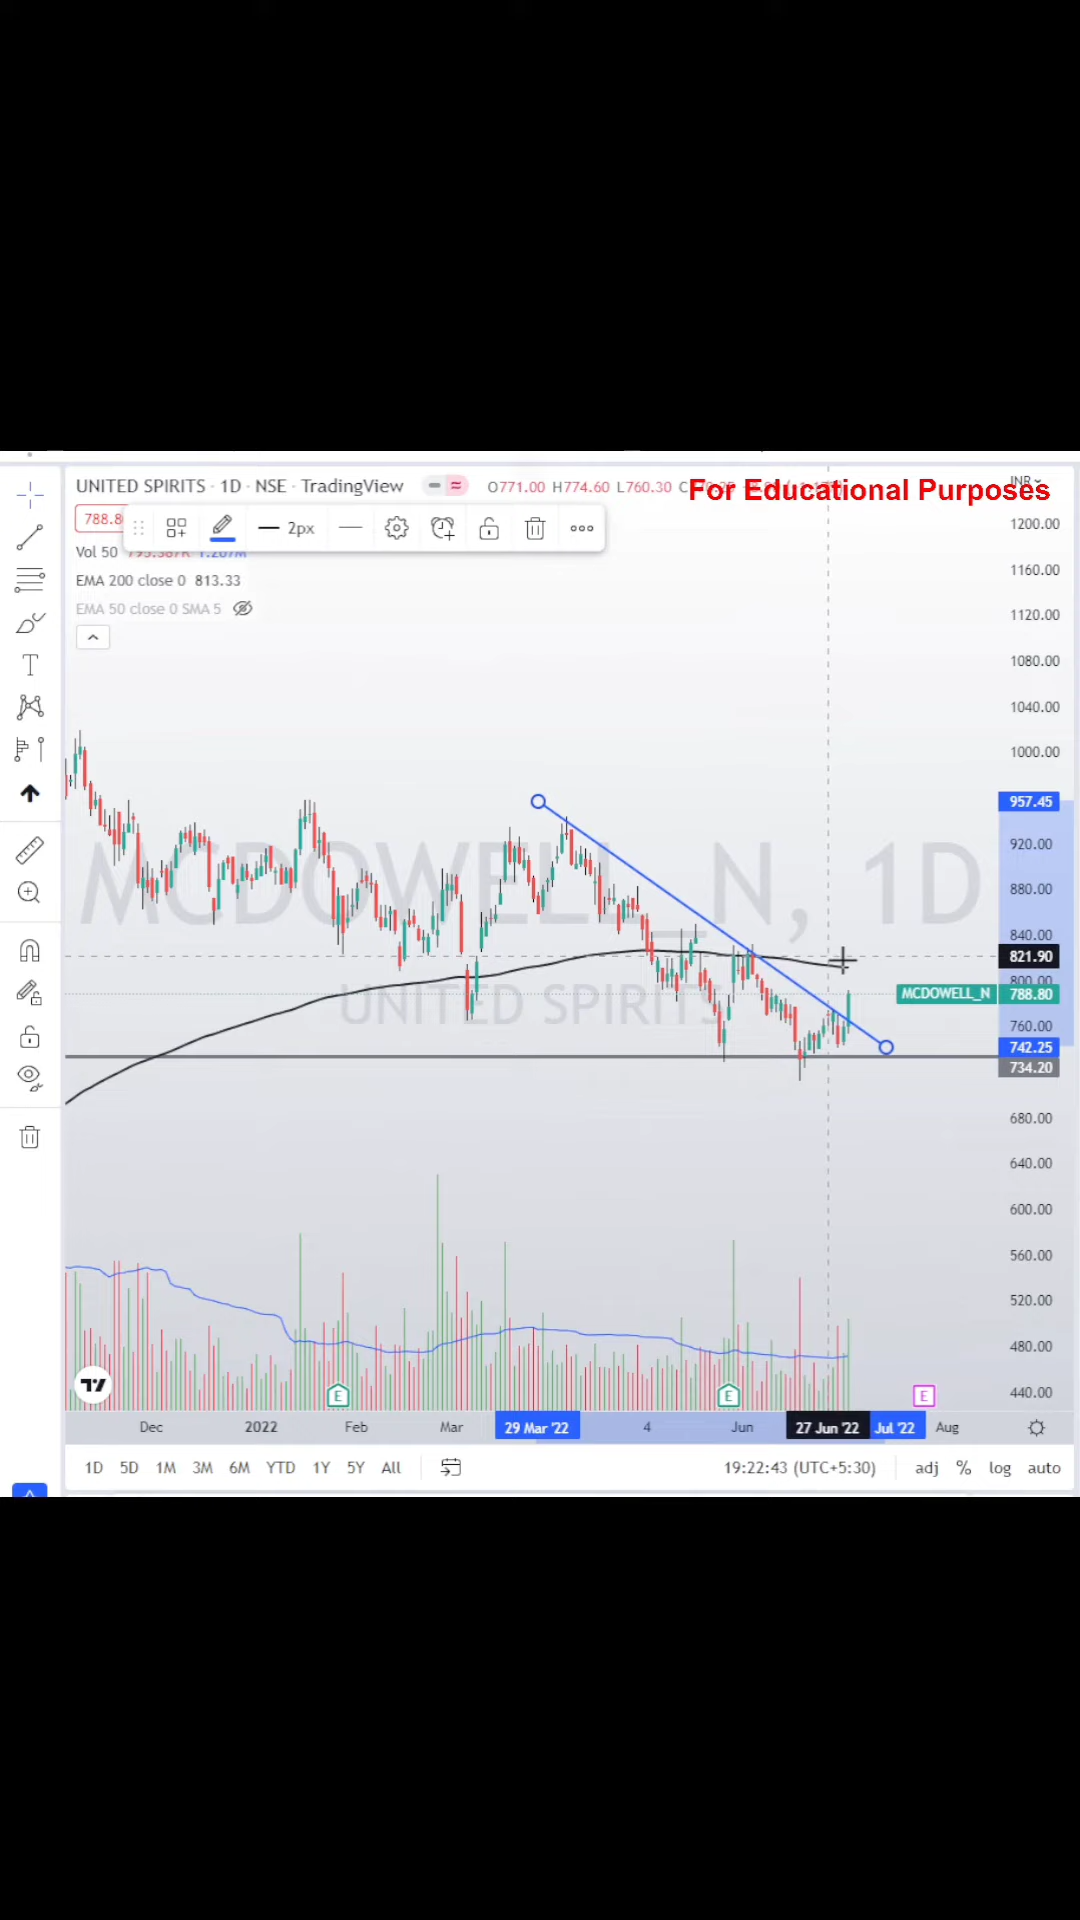 UNITED SPIRITS · 1D · NSE · TradingView
O771.00 H774.60 L760.30
For Educational Purposes
INR
788.8
2px
Vol 50
EMA 200 close 0 813.33
EMA 50 close 0 SMA 5
1200.00
1160.00
1120.00
1080.00
1040.00
1000.00
957.45
920.00
880.00
840.00
821.90
800.00
MCDOWELL_N 788.80
760.00
742.25
734.20
680.00
640.00
600.00
560.00
520.00
480.00
440.00
MCDOWELL_N, 1D
UNITED SPIRITS
E E E
Dec 2022 Feb Mar 29 Mar '22 4 Jun 27 Jun '22 Jul '22 Aug
1D 5D 1M 3M 6M YTD 1Y 5Y All 19:22:43 (UTC+5:30) adj % log auto